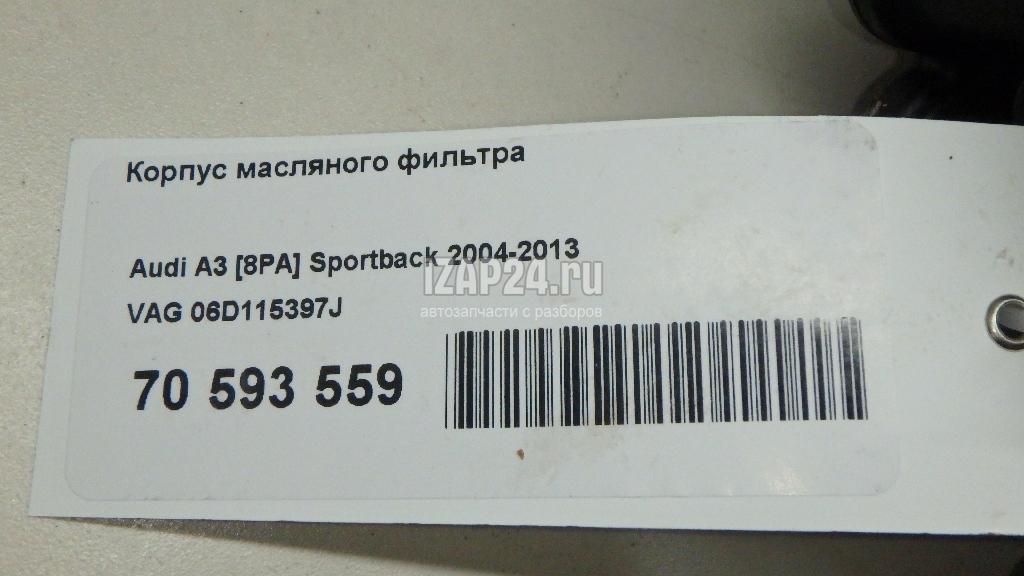 Корпус масляного фильтра
Audi A3 [8PA] Sportback 2004-2013
IZAP24.ru
VAG 06D115397J
автозапчасти с разборов
70 593 559